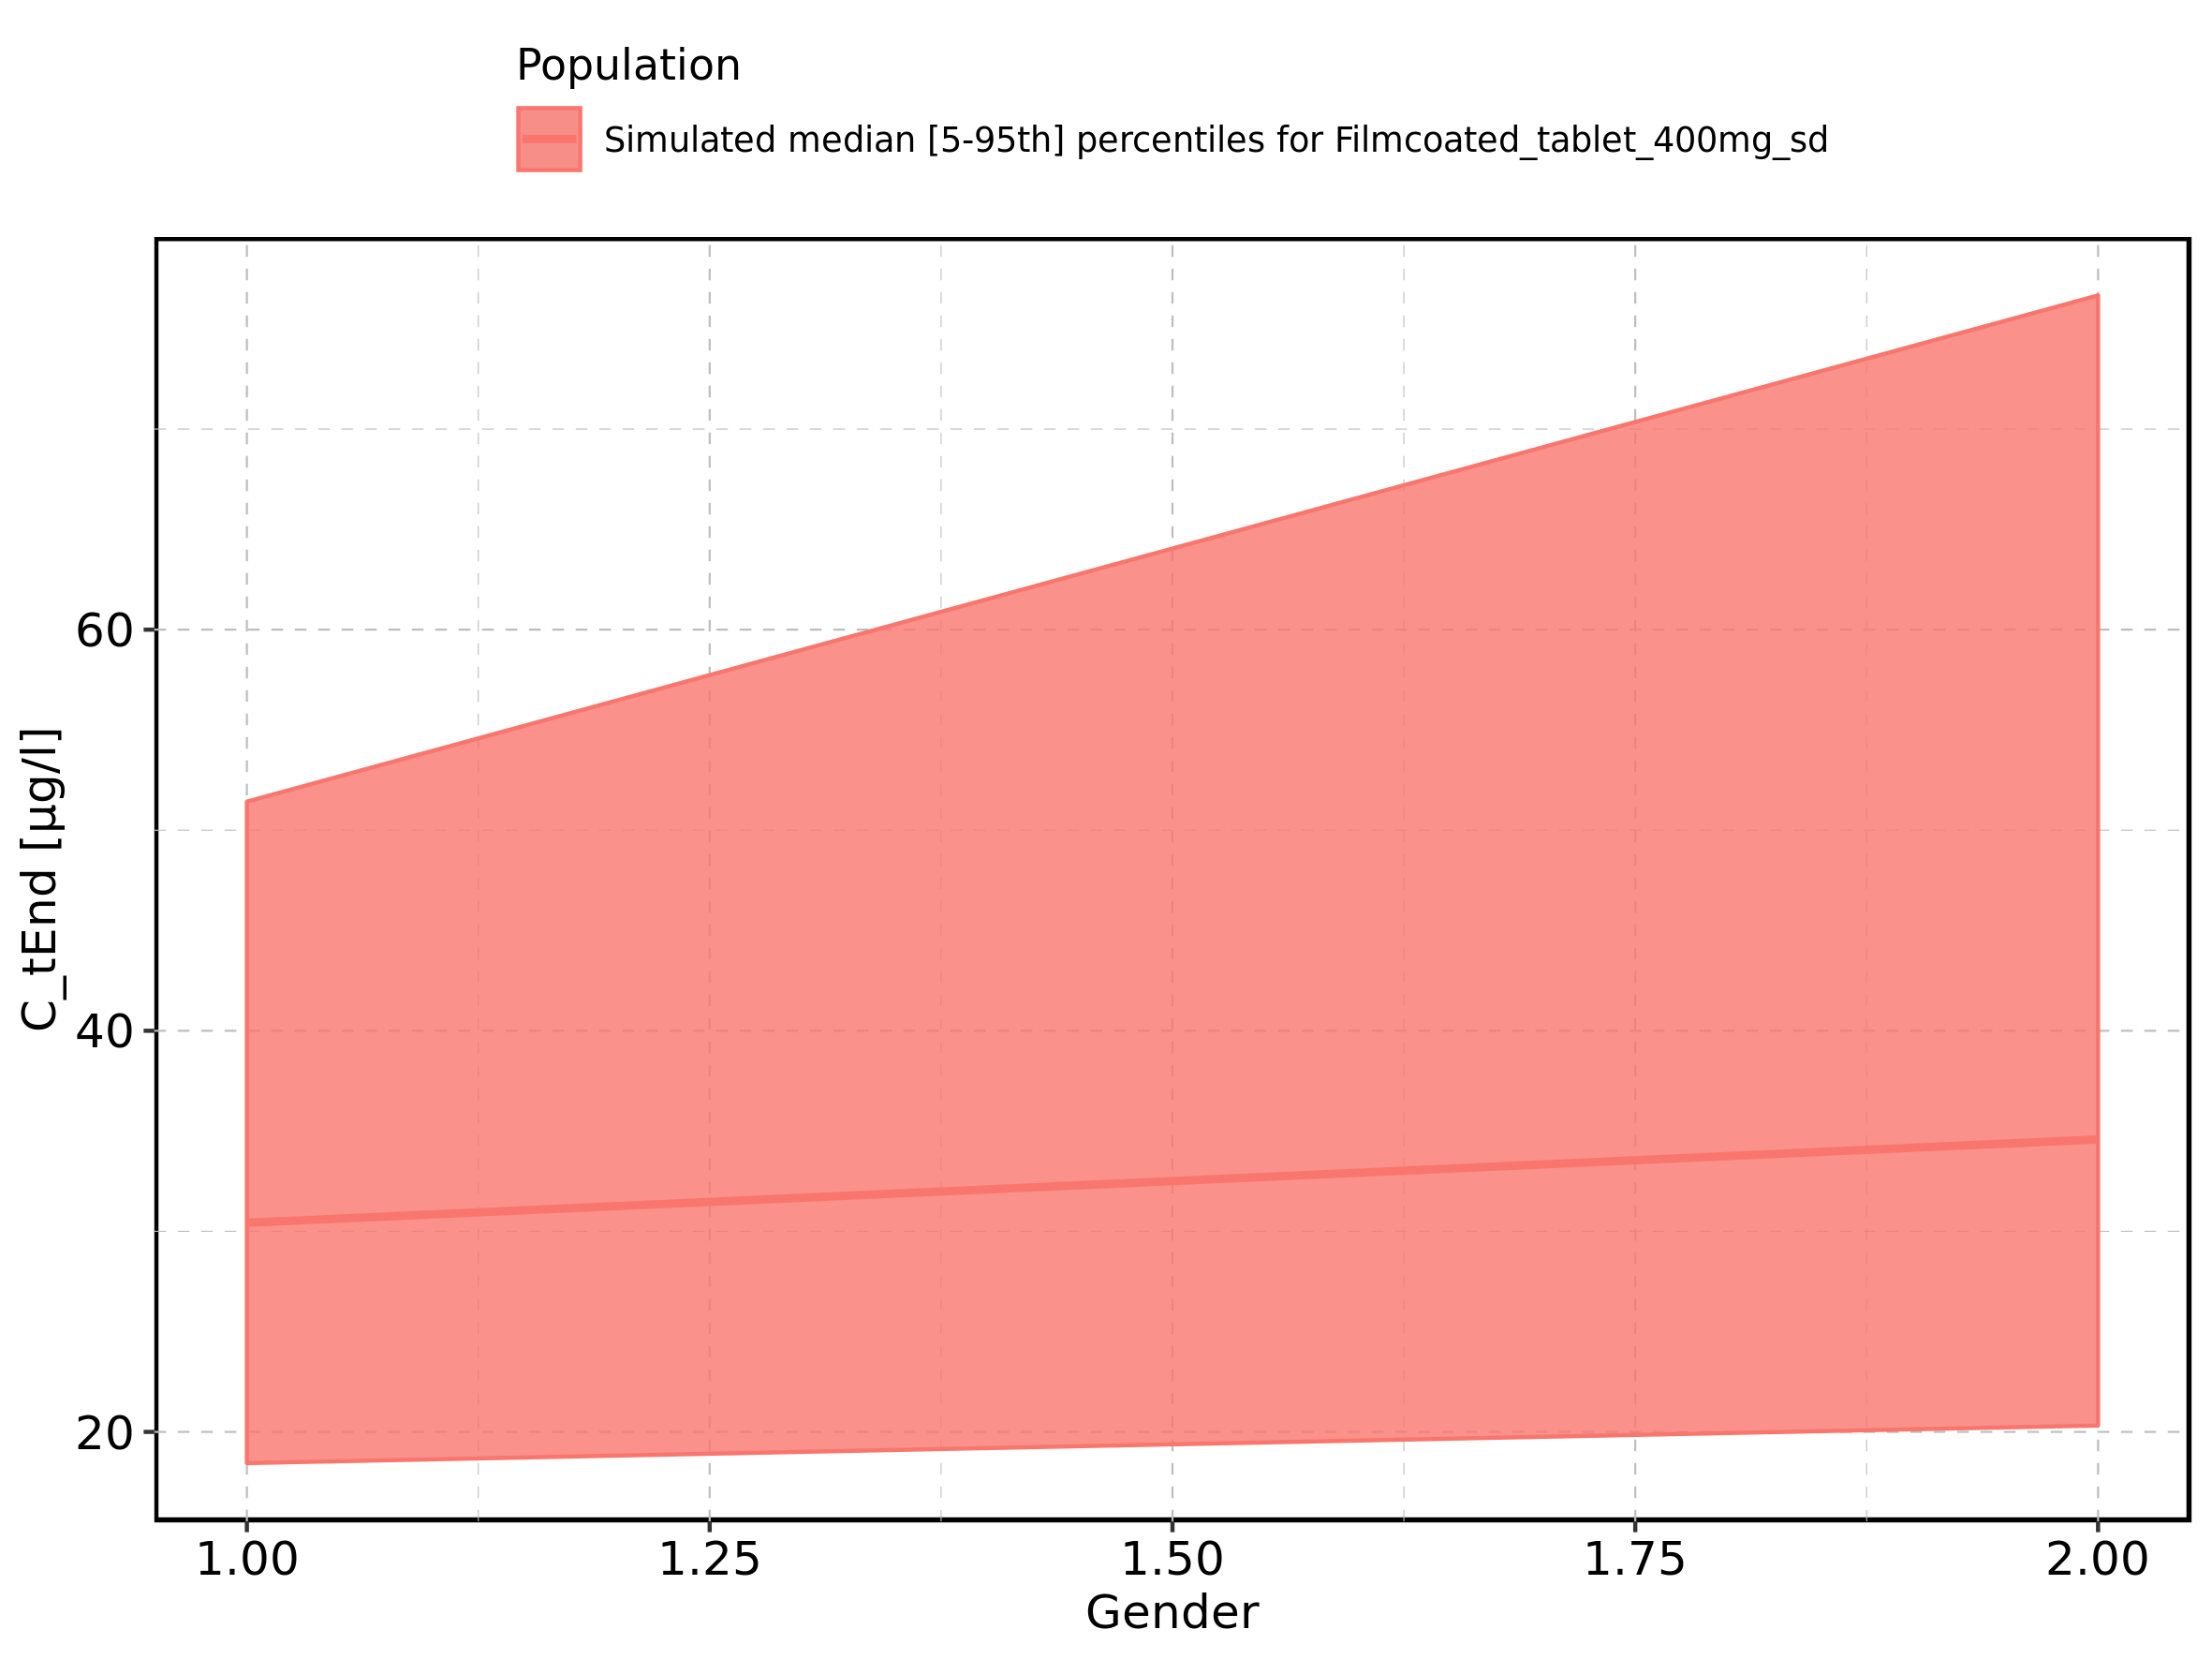 Population
Simulated median [5-95th] percentiles for Filmcoated_tablet_400mg_sd
C_tEnd [µg/l]
60
40
20
1.00 1.25 1.50 1.75 2.00
Gender